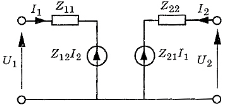 I₁ Z₁₁ Z₂₂ I₂
U₁ Z₁₂I₂ Z₂₁I₁ U₂